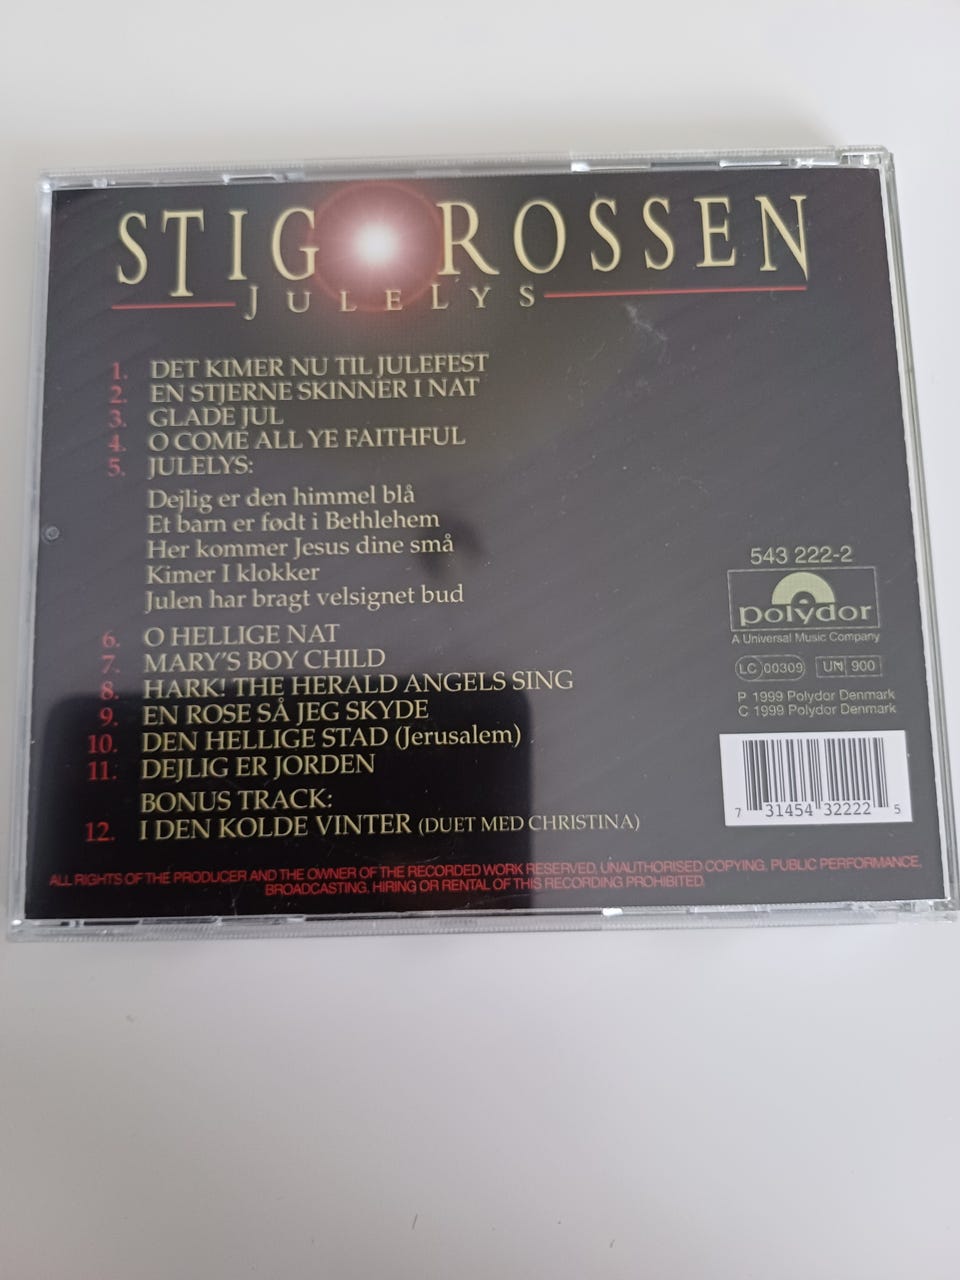 STIG ROSSEN
JULELYS
1. DET KIMER NU TIL JULEFEST
2. EN STJERNE SKINNER I NAT
3. GLADE JUL
4. O COME ALL YE FAITHFUL
5. JULELYS:
Dejlig er den himmel blå
Et barn er født i Bethlehem
Her kommer Jesus dine små
Kimer I klokker
Julen har bragt velsignet bud
6. O HELLIGE NAT
7. MARY'S BOY CHILD
8. HARK! THE HERALD ANGELS SING
9. EN ROSE SÅ JEG SKYDE
10. DEN HELLIGE STAD (Jerusalem)
11. DEJLIG ER JORDEN
BONUS TRACK:
12. I DEN KOLDE VINTER (DUET MED CHRISTINA)
543 222-2
polydor
A Universal Music Company
LC 00309 UN 900
P 1999 Polydor Denmark
C 1999 Polydor Denmark
7 31454 32222 5
ALL RIGHTS OF THE PRODUCER AND THE OWNER OF THE RECORDED WORK RESERVED. UNAUTHORISED COPYING, PUBLIC PERFORMANCE,
BROADCASTING, HIRING OR RENTAL OF THIS RECORDING PROHIBITED.